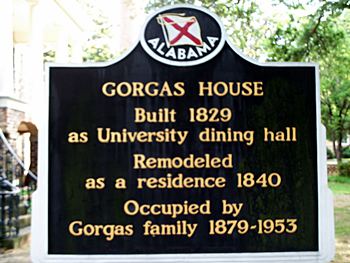 ALABAMA
GORGAS HOUSE
Built 1829
as University dining hall
Remodeled
as a residence 1840
Occupied by
Gorgas family 1879-1953